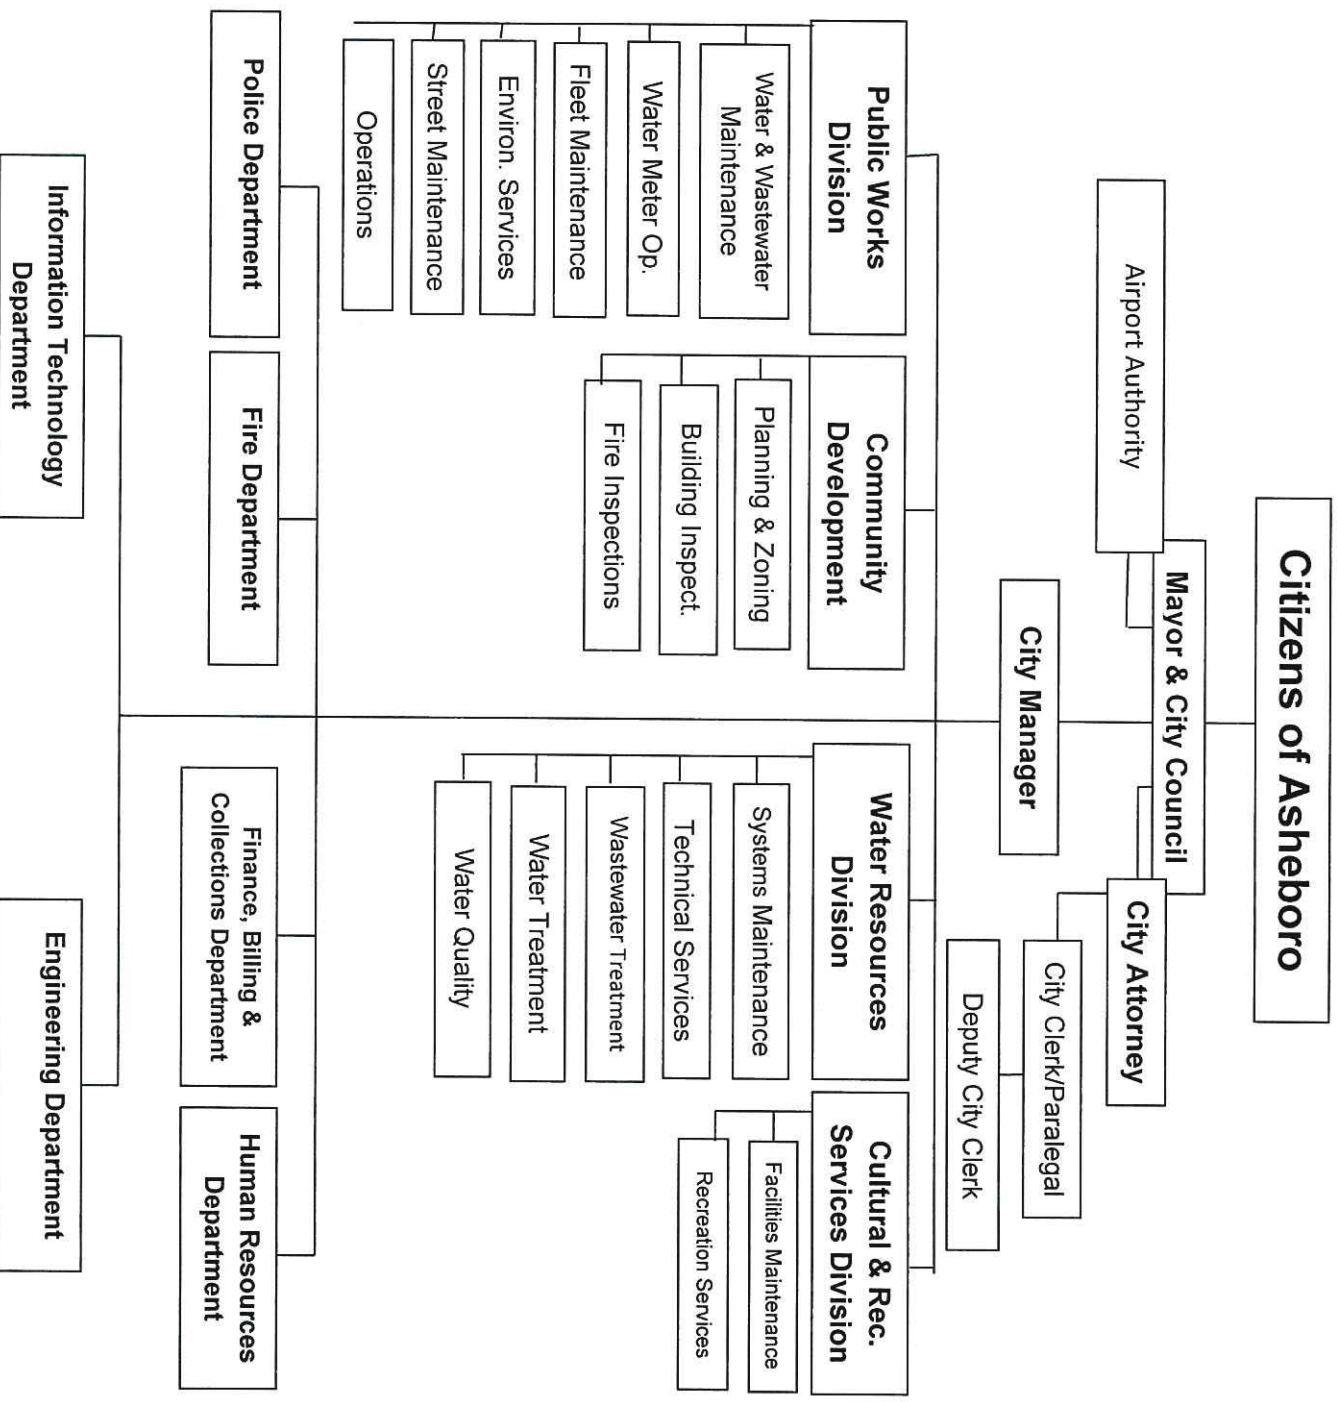 Citizens of Asheboro
Mayor & City Council
Airport Authority
City Attorney
City Manager
City Clerk/Paralegal
Deputy City Clerk
Public Works
Division
Water & Wastewater
Maintenance
Water Meter Op.
Fleet Maintenance
Environ. Services
Street Maintenance
Operations
Community
Development
Planning & Zoning
Building Inspect.
Fire Inspections
Water Resources
Division
Systems Maintenance
Technical Services
Wastewater Treatment
Water Treatment
Water Quality
Cultural & Rec.
Services Division
Facilities Maintenance
Recreation Services
Police Department
Fire Department
Finance, Billing &
Collections Department
Human Resources
Department
Information Technology
Department
Engineering Department